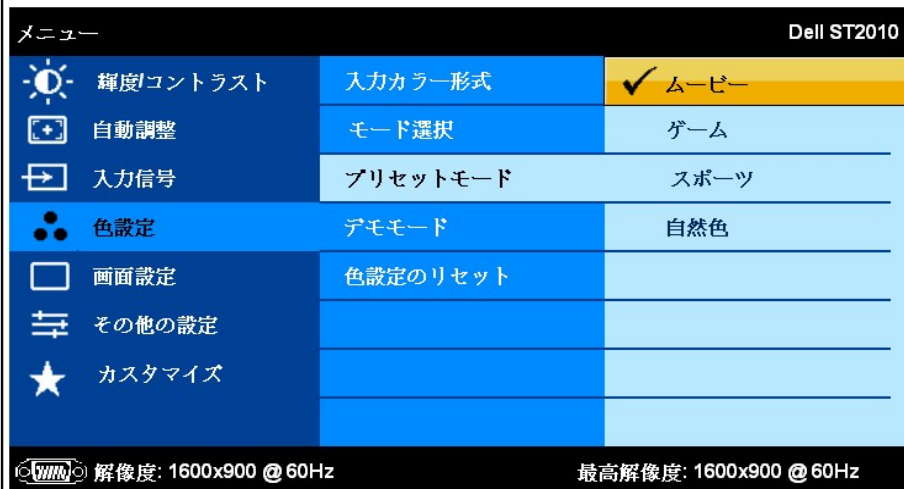 メニュー Dell ST2010
輝度/コントラスト 入力カラー形式 ムービー
自動調整 モード選択 ゲーム
入力信号 プリセットモード スポーツ
色設定 デモモード 自然色
画面設定 色設定のリセット
その他の設定
カスタマイズ
解像度: 1600x900 @60Hz 最高解像度: 1600x900 @60Hz